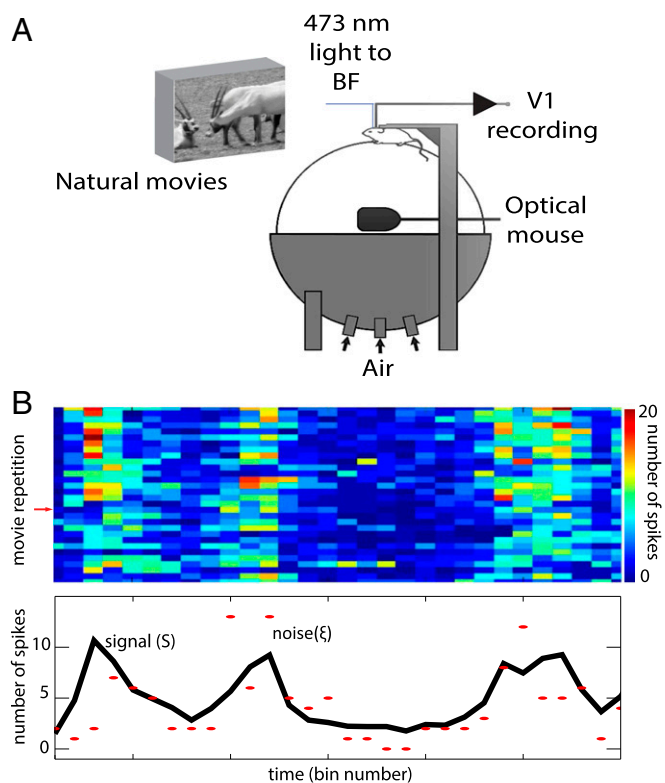 A
473 nm
light to
BF
V1
recording
Natural movies
Optical
mouse
Air
B
movie repetition
20
number of spikes
0
number of spikes
10
5
0
signal (S)
noise(ξ)
time (bin number)